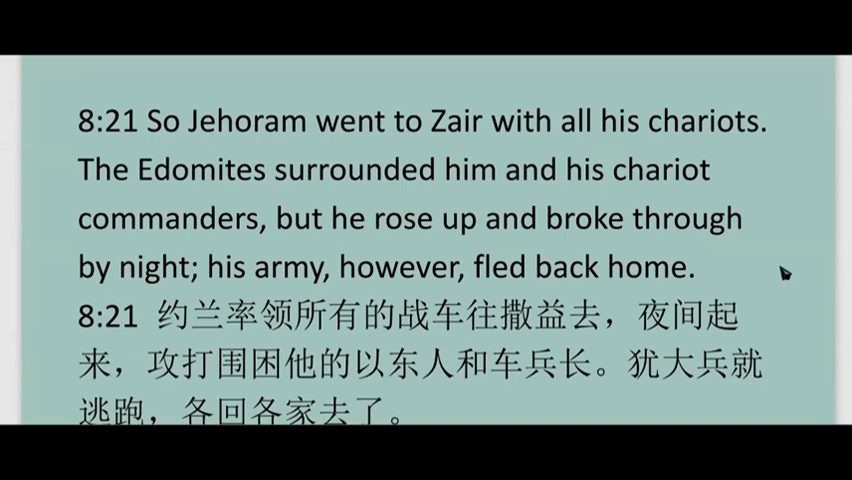 8:21 So Jehoram went to Zair with all his chariots.
The Edomites surrounded him and his chariot
commanders, but he rose up and broke through
by night; his army, however, fled back home.
8:21 约兰率领所有的战车往撒益去，夜间起
来，攻打围困他的以东人和车兵长。犹大兵就
逃跑，各回各家去了。